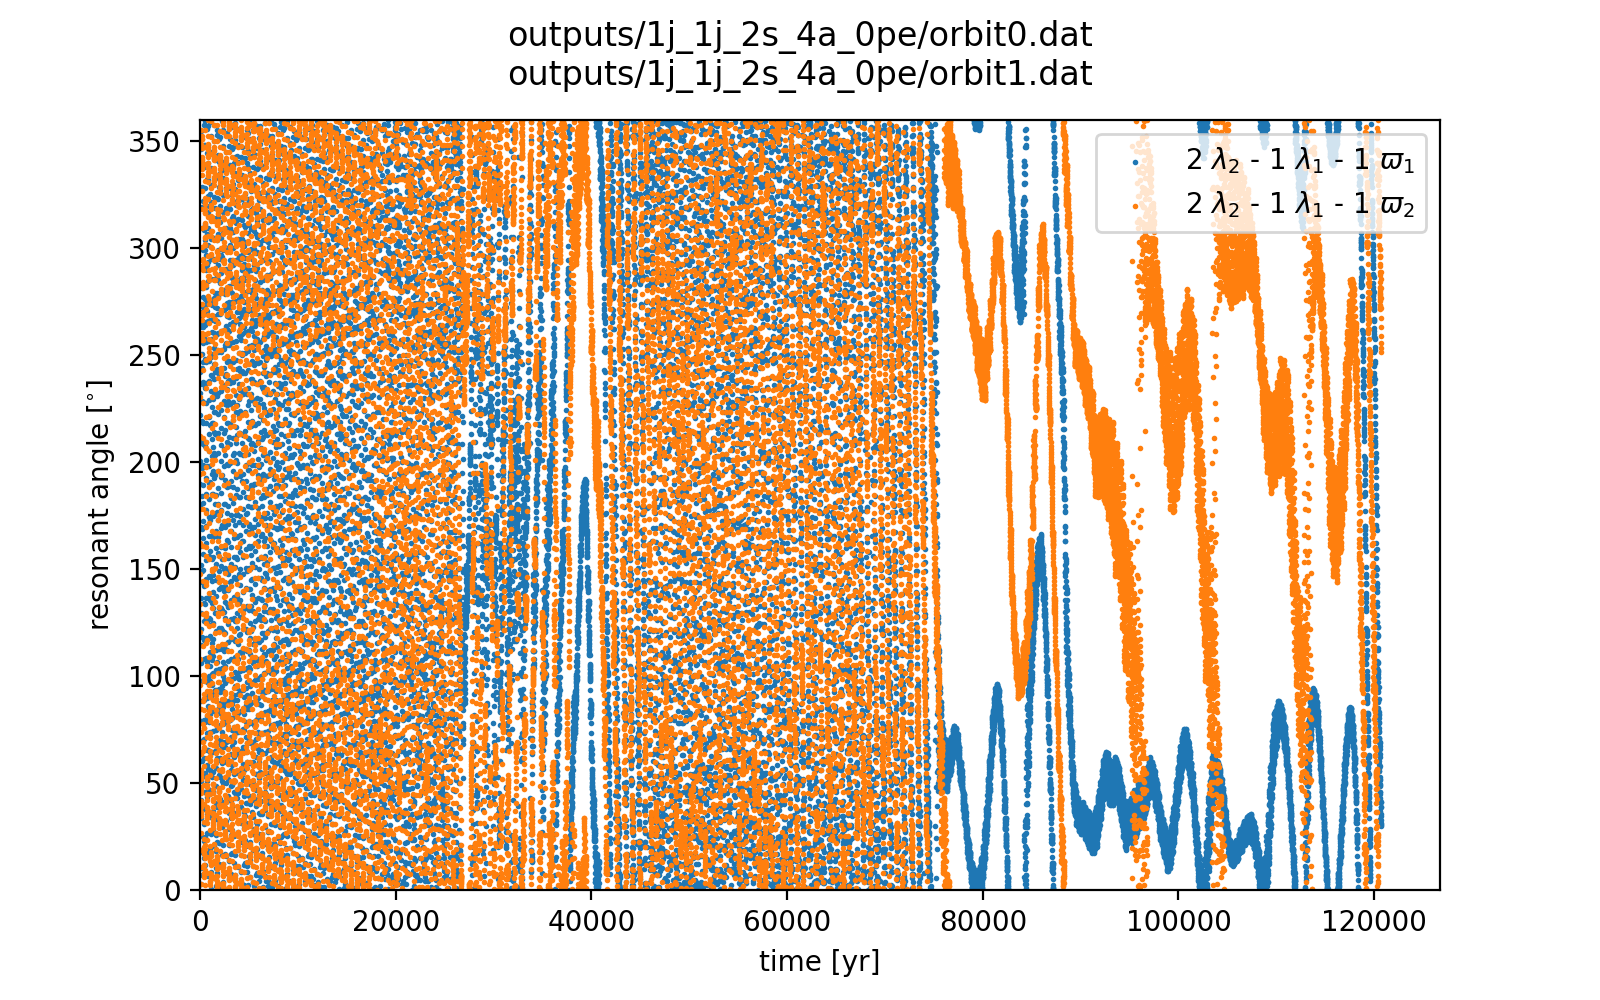 outputs/1j_1j_2s_4a_0pe/orbit0.dat
outputs/1j_1j_2s_4a_0pe/orbit1.dat
350
300
250
200
150
100
50
0
resonant angle [°]
2 λ₂ - 1 λ₁ - 1 ϖ₁
2 λ₂ - 1 λ₁ - 1 ϖ₂
0 20000 40000 60000 80000 100000 120000
time [yr]